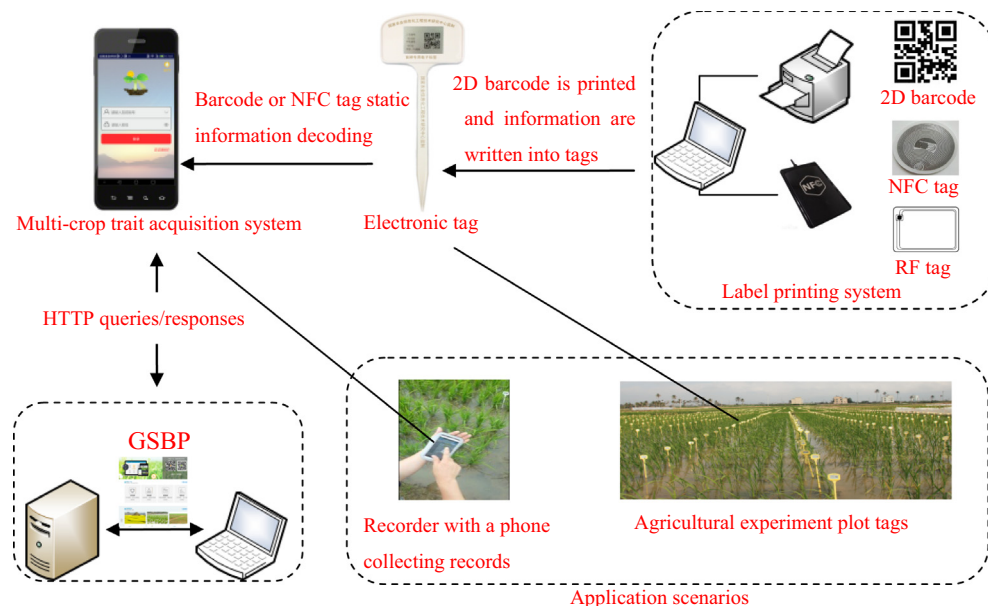 Barcode or NFC tag static
information decoding
2D barcode is printed
and information are
written into tags
2D barcode
NFC
NFC tag
RF tag
Label printing system
Multi-crop trait acquisition system
Electronic tag
HTTP queries/responses
GSBP
Recorder with a phone
collecting records
Agricultural experiment plot tags
Application scenarios